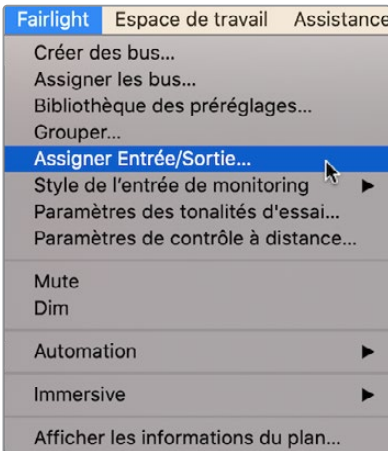 Fairlight Espace de travail Assistance
Créer des bus...
Assigner les bus...
Bibliothèque des préréglages...
Grouper...
Assigner Entrée/Sortie...
Style de l'entrée de monitoring
Paramètres des tonalités d'essai...
Paramètres de contrôle à distance...
Mute
Dim
Automation
Immersive
Afficher les informations du plan...